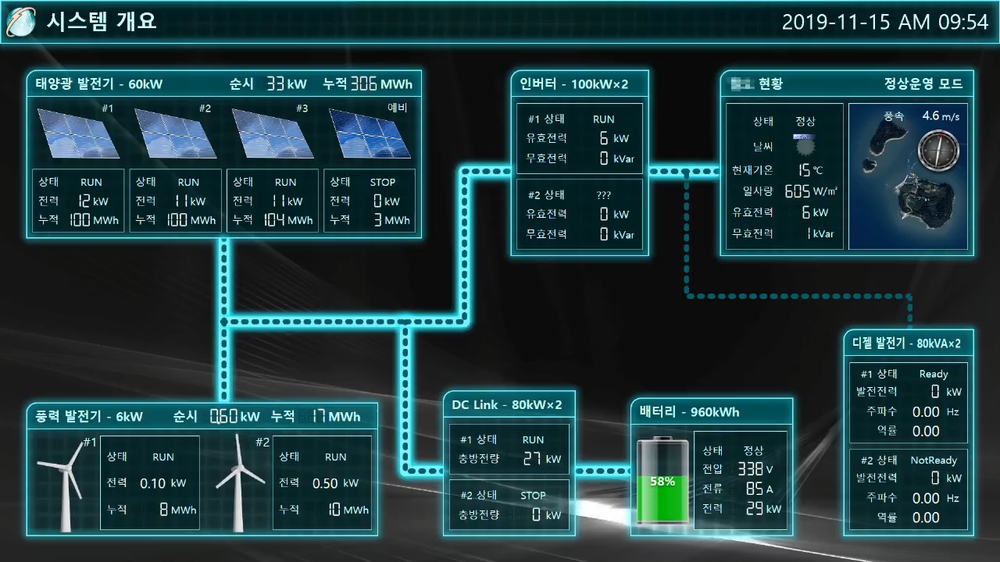 시스템 개요
2019-11-15 AM 09:54
태양광 발전기 - 60kW 순시 33 kW 누적 306 MWh
#1
상태 RUN
전력 12 kW
누적 100 MWh
#2
상태 RUN
전력 11 kW
누적 100 MWh
#3
상태 RUN
전력 11 kW
누적 104 MWh
예비
상태 STOP
전력 0 kW
누적 3 MWh
인버터 - 100kW×2
#1 상태 RUN
유효전력 6 kW
무효전력 0 kVar
#2 상태 ???
유효전력 0 kW
무효전력 0 kVar
현황 정상운영 모드
상태 정상
날씨
현재기온 15 ℃
일사량 605 W/㎡
유효전력 6 kW
무효전력 1 kVar
풍속 4.6 m/s
풍력 발전기 - 6kW 순시 0.60 kW 누적 17 MWh
#1
상태 RUN
전력 0.10 kW
누적 8 MWh
#2
상태 RUN
전력 0.50 kW
누적 10 MWh
DC Link - 80kW×2
#1 상태 RUN
충방전량 27 kW
#2 상태 STOP
충방전량 0 kW
배터리 - 960kWh
58%
상태 정상
전압 338 V
전류 85 A
전력 29 kW
디젤 발전기 - 80kVA×2
#1 상태 Ready
발전전력 0 kW
주파수 0.00 Hz
역률 0.00
#2 상태 NotReady
발전전력 0 kW
주파수 0.00 Hz
역률 0.00